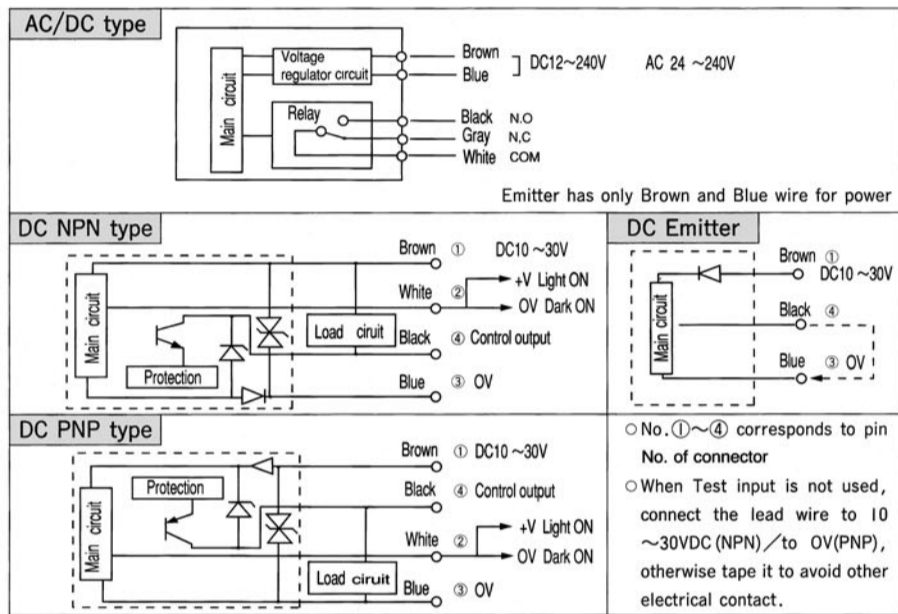 AC/DC type
Main circuit
Voltage
regulator circuit
Brown
Blue
DC12~240V AC 24 ~240V
Relay
Black N.O
Gray N,C
White COM
Emitter has only Brown and Blue wire for power
DC NPN type
Main circuit
Protection
Load ciruit
Brown ① DC10 ~30V
White ②
+V Light ON
OV Dark ON
Black ④ Control output
Blue ③ OV
DC Emitter
Main circuit
Brown ①
DC10 ~30V
Black ④
Blue ③ OV
DC PNP type
Main circuit
Protection
Load ciruit
Brown ① DC10 ~30V
Black ④ Control output
White ②
+V Light ON
OV Dark ON
Blue ③ OV
○ No.①~④ corresponds to pin
No. of connector
○ When Test input is not used,
connect the lead wire to 10
~30VDC (NPN)／to OV(PNP),
otherwise tape it to avoid other
electrical contact.